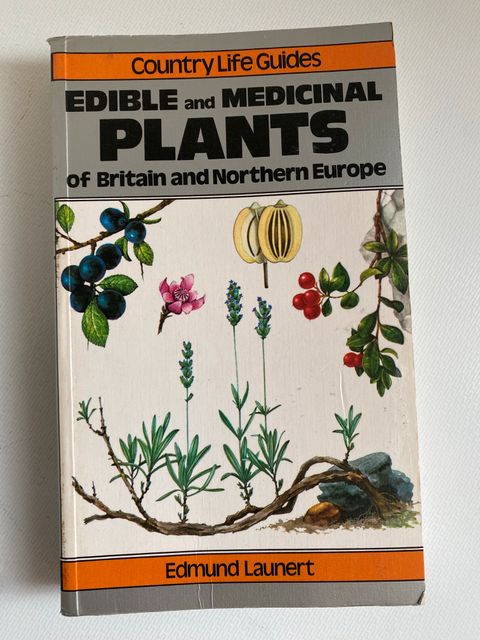 Country Life Guides
EDIBLE and MEDICINAL
PLANTS
of Britain and Northern Europe
Edmund Launert